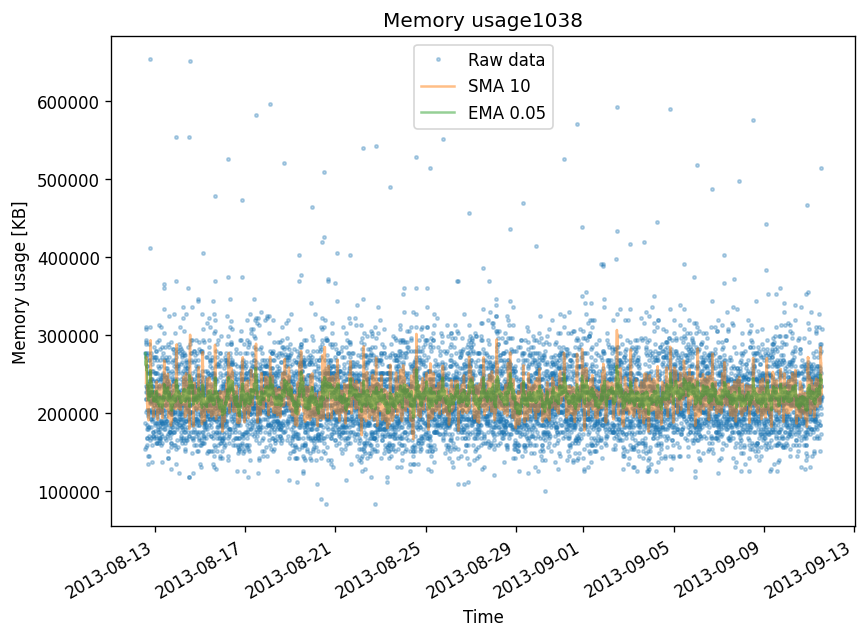 Memory usage1038
Raw data
SMA 10
EMA 0.05
Memory usage [KB]
600000
500000
400000
300000
200000
100000
2013-08-13
2013-08-17
2013-08-21
2013-08-25
2013-08-29
2013-09-01
2013-09-05
2013-09-09
2013-09-13
Time